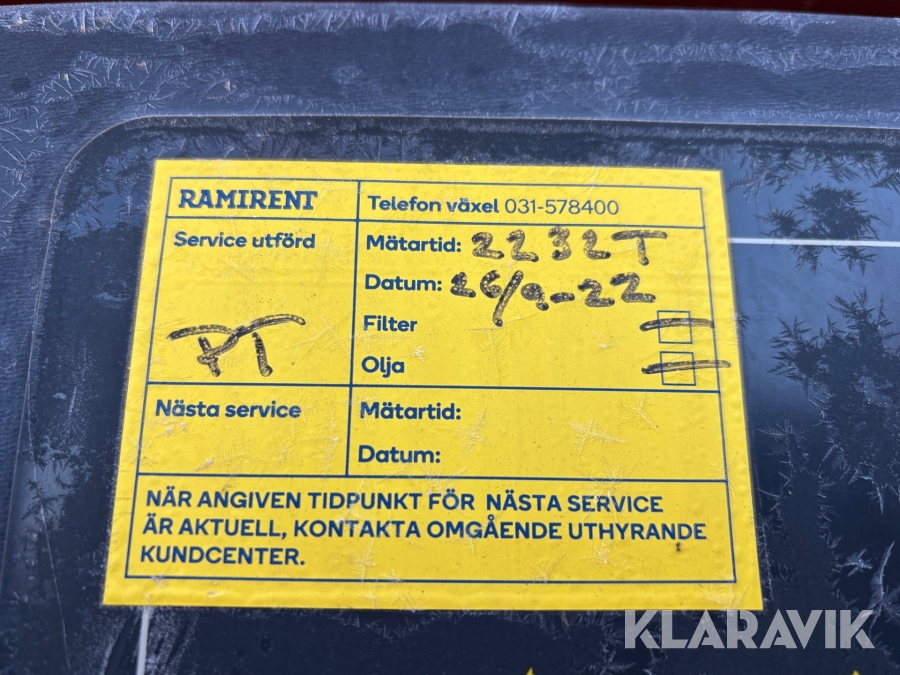 RAMIRENT
Telefon växel 031-578400
Service utförd
Mätartid: 2232T
Datum: 26/9-22
PT
Filter
Olja
Nästa service
Mätartid:
Datum:
NÄR ANGIVEN TIDPUNKT FÖR NÄSTA SERVICE
ÄR AKTUELL, KONTAKTA OMGÅENDE UTHYRANDE
KUNDCENTER.
KLARAVIK